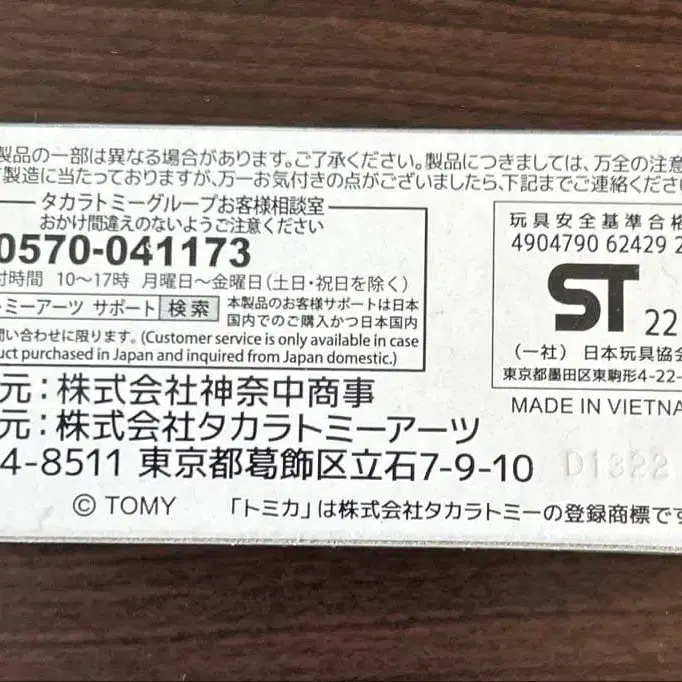 製品の一部は異なる場合があります。ご了承ください。製品につきましては、万全の注意
製造に当たっておりますが、万一お気付きの点がございましたら、下記までご連絡くださ
タカラトミーグループお客様相談室
おかけ間違えのないようご注意ください
0570-041173
付時間 10〜17時 月曜日〜金曜日(土日・祝日を除く)
トミーアーツ サポート 検索 本製品のお客様サポートは日本
国内でのご購入かつ日本国内
問い合わせに限ります。(Customer service is only available in case
uct purchased in Japan and inquired from Japan domestic.)
元:株式会社神奈中商事
元:株式会社タカラトミーアーツ
4-8511 東京都葛飾区立石7-9-10
© TOMY 「トミカ」は株式会社タカラトミーの登録商標です
玩具安全基準合格
4904790 62429 2
ST 22
(一社) 日本玩具協会
東京都墨田区東駒形4-22-
MADE IN VIETNA
D1322